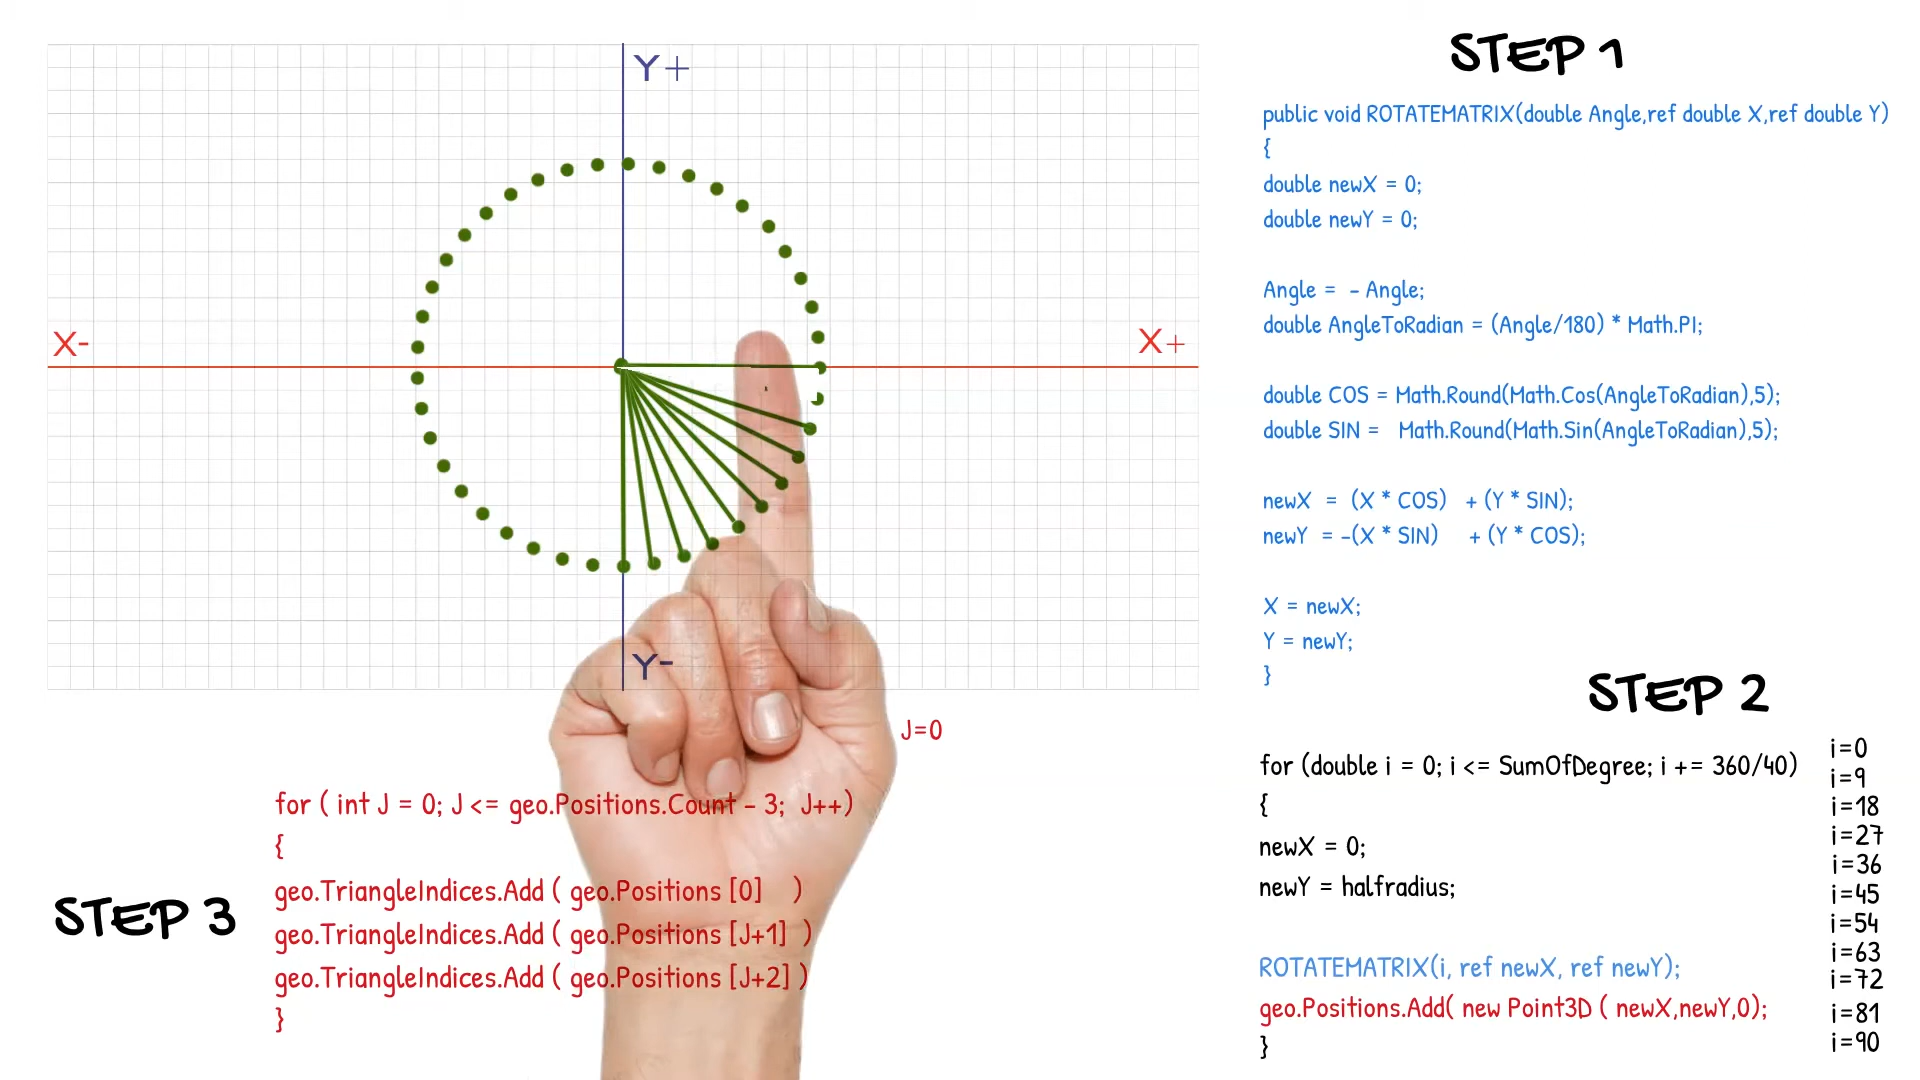 Y+
X-
X+
Y-
J=0
STEP 1
public void ROTATEMATRIX(double Angle,ref double X,ref double Y)
{
double newX = 0;
double newY = 0;
Angle = - Angle;
double AngleToRadian = (Angle/180) * Math.PI;
double COS = Math.Round(Math.Cos(AngleToRadian),5);
double SIN = Math.Round(Math.Sin(AngleToRadian),5);
newX = (X * COS) + (Y * SIN);
newY = -(X * SIN) + (Y * COS);
X = newX;
Y = newY;
}
STEP 2
for (double i = 0; i <= SumOfDegree; i += 360/40)
{
newX = 0;
newY = halfradius;
ROTATEMATRIX(i, ref newX, ref newY);
geo.Positions.Add( new Point3D ( newX,newY,0);
}
i=0
i=9
i=18
i=27
i=36
i=45
i=54
i=63
i=72
i=81
i=90
STEP 3
for ( int J = 0; J <= geo.Positions.Count - 3; J++)
{
geo.TriangleIndices.Add ( geo.Positions [0] )
geo.TriangleIndices.Add ( geo.Positions [J+1] )
geo.TriangleIndices.Add ( geo.Positions [J+2] )
}